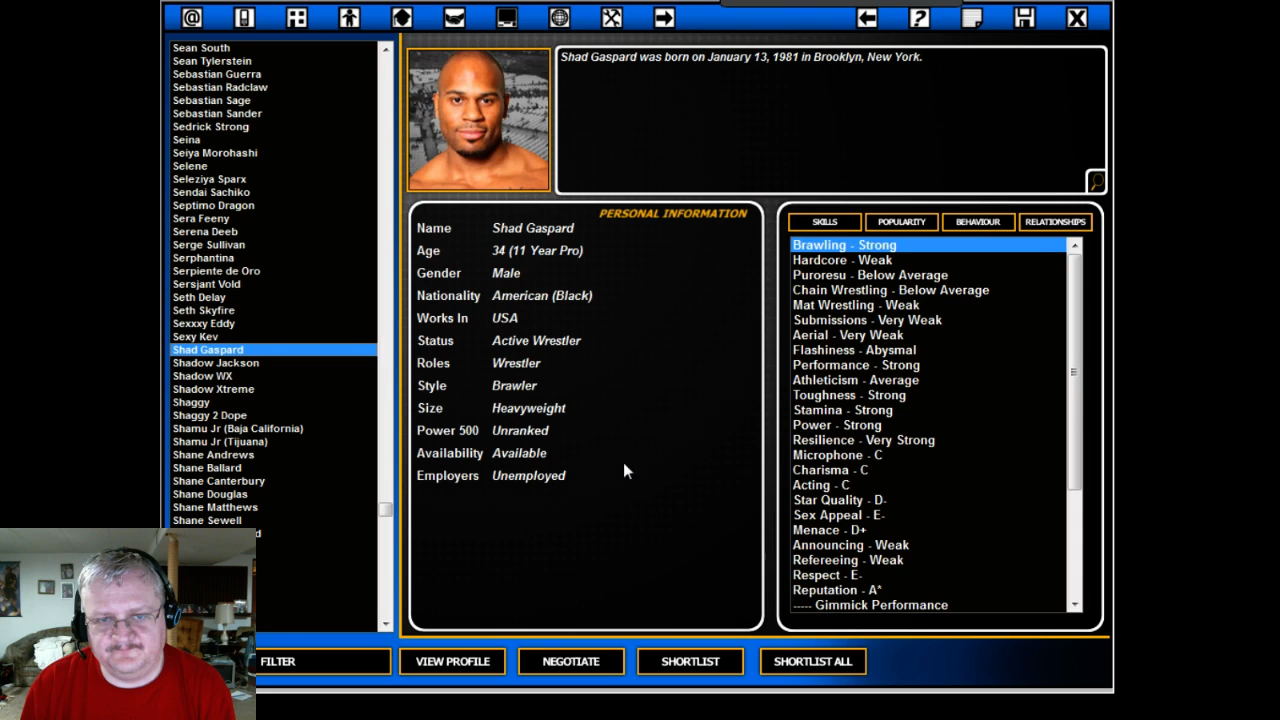 Sean South
Sean Tylerstein
Sebastian Guerra
Sebastian Radclaw
Sebastian Sage
Sebastian Sander
Sedrick Strong
Seina
Seiya Morohashi
Selene
Seleziya Sparx
Sendai Sachiko
Septimo Dragon
Sera Feeny
Serena Deeb
Serge Sullivan
Serphantina
Serpiente de Oro
Sersjant Vold
Seth Delay
Seth Skyfire
Sexxxy Eddy
Sexy Kev
Shad Gaspard
Shadow Jackson
Shadow WX
Shadow Xtreme
Shaggy
Shaggy 2 Dope
Shamu Jr (Baja California)
Shamu Jr (Tijuana)
Shane Andrews
Shane Ballard
Shane Canterbury
Shane Douglas
Shane Matthews
Shane Sewell
Shad Gaspard was born on January 13, 1981 in Brooklyn, New York.
PERSONAL INFORMATION
Name Shad Gaspard
Age 34 (11 Year Pro)
Gender Male
Nationality American (Black)
Works In USA
Status Active Wrestler
Roles Wrestler
Style Brawler
Size Heavyweight
Power 500 Unranked
Availability Available
Employers Unemployed
SKILLS POPULARITY BEHAVIOUR RELATIONSHIPS
Brawling - Strong
Hardcore - Weak
Puroresu - Below Average
Chain Wrestling - Below Average
Mat Wrestling - Weak
Submissions - Very Weak
Aerial - Very Weak
Flashiness - Abysmal
Performance - Strong
Athleticism - Average
Toughness - Strong
Stamina - Strong
Power - Strong
Resilience - Very Strong
Microphone - C
Charisma - C
Acting - C
Star Quality - D-
Sex Appeal - E-
Menace - D+
Announcing - Weak
Refereeing - Weak
Respect - E-
Reputation - A*
----- Gimmick Performance
FILTER VIEW PROFILE NEGOTIATE SHORTLIST SHORTLIST ALL